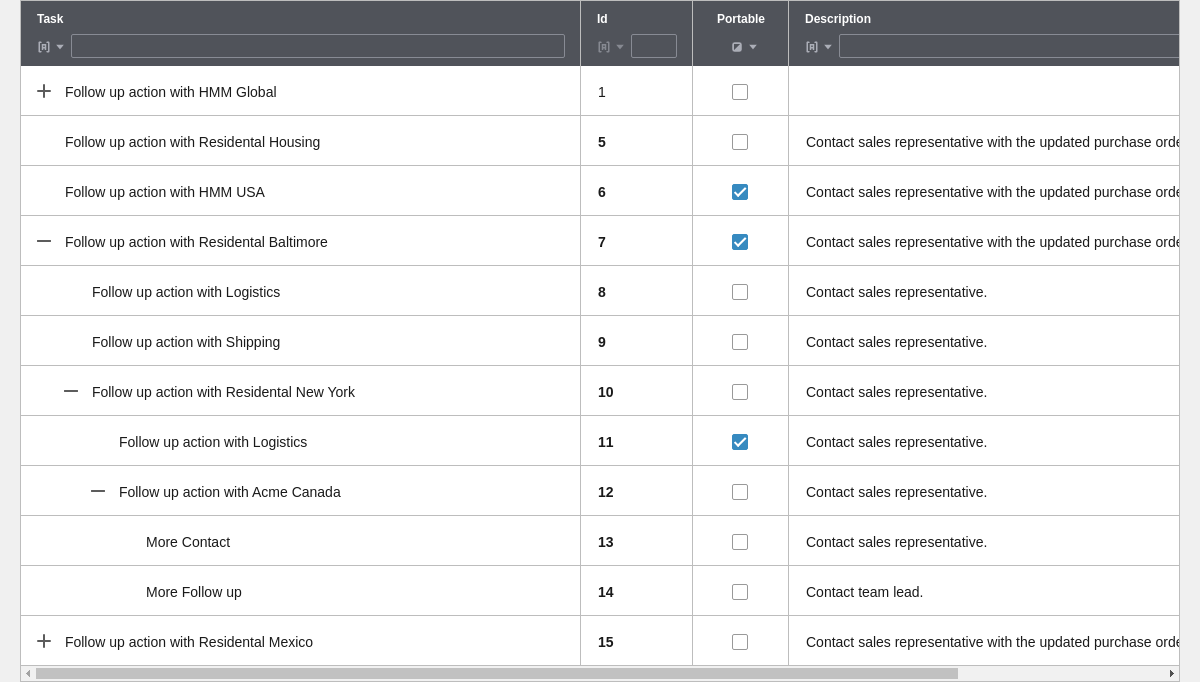 Task Id Portable Description
Follow up action with HMM Global 1
Follow up action with Residental Housing 5 Contact sales representative with the updated purchase orde
Follow up action with HMM USA 6 Contact sales representative with the updated purchase orde
Follow up action with Residental Baltimore 7 Contact sales representative with the updated purchase orde
Follow up action with Logistics 8 Contact sales representative.
Follow up action with Shipping 9 Contact sales representative.
Follow up action with Residental New York 10 Contact sales representative.
Follow up action with Logistics 11 Contact sales representative.
Follow up action with Acme Canada 12 Contact sales representative.
More Contact 13 Contact sales representative.
More Follow up 14 Contact team lead.
Follow up action with Residental Mexico 15 Contact sales representative with the updated purchase orde